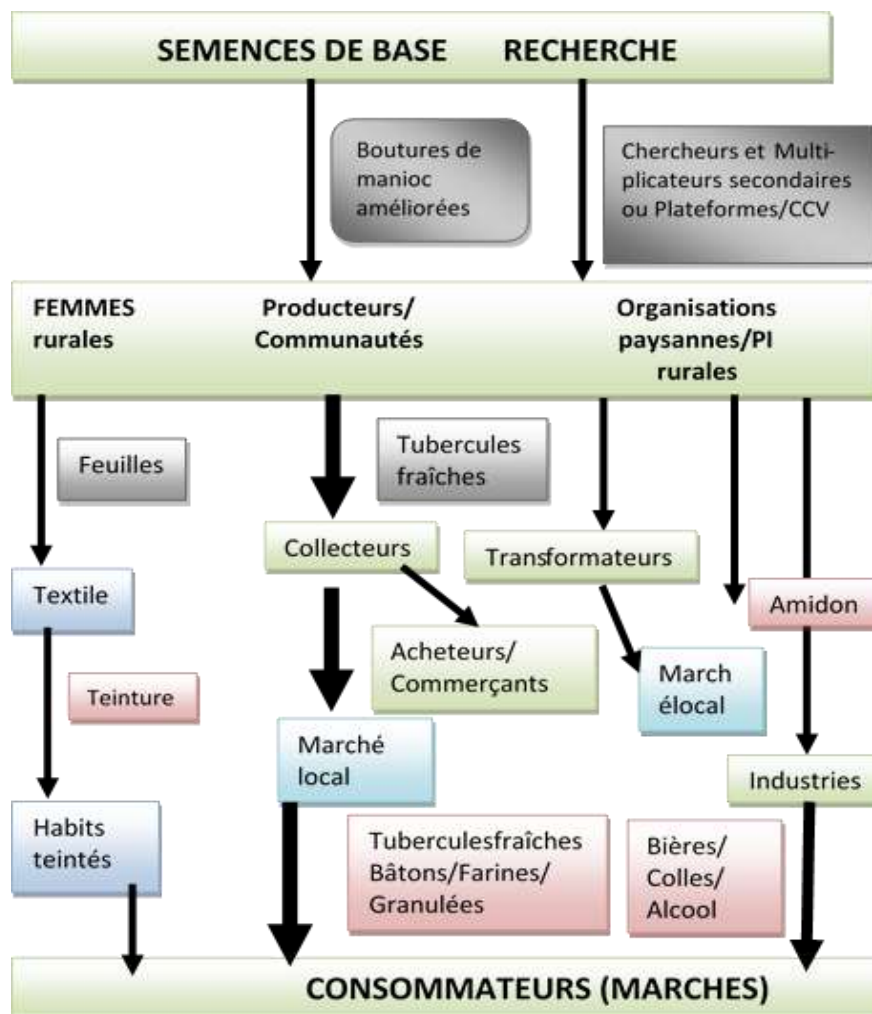 SEMENCES DE BASE RECHERCHE
Boutures de
manioc
améliorées
Chercheurs et Multi-
plicateurs secondaires
ou Plateformes/CCV
FEMMES
rurales
Producteurs/
Communautés
Organisations
paysannes/PI
rurales
Feuilles
Tubercules
fraîches
Collecteurs
Transformateurs
Textile
Amidon
Acheteurs/
Commerçants
March
élocal
Teinture
Marché
local
Industries
Habits
teintés
Tuberculesfraîches
Bâtons/Farines/
Granulées
Bières/
Colles/
Alcool
CONSOMMATEURS (MARCHES)